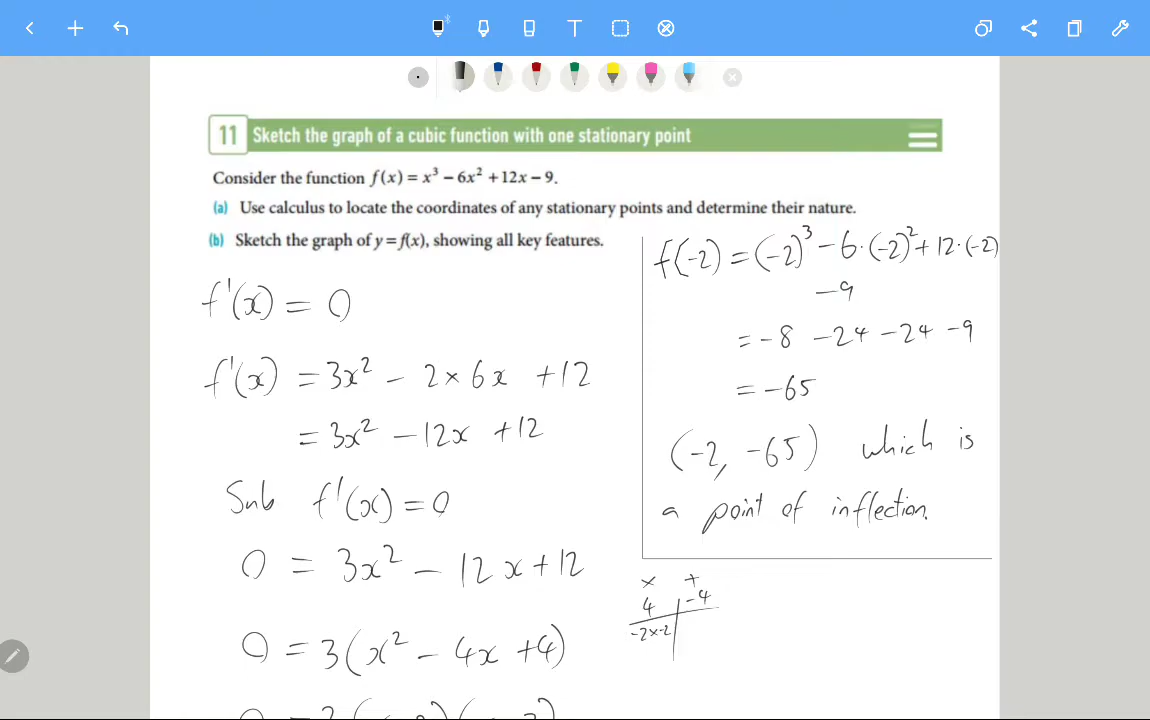 11 Sketch the graph of a cubic function with one stationary point
Consider the function f(x) = x³ − 6x² + 12x − 9.
(a) Use calculus to locate the coordinates of any stationary points and determine their nature.
(b) Sketch the graph of y = f(x), showing all key features.
f'(x) = 0
f'(x) = 3x² − 2 × 6x + 12
= 3x² − 12x + 12
Sub f'(x) = 0
0 = 3x² − 12x + 12
0 = 3(x² − 4x + 4)
f(-2) = (-2)³ − 6·(-2)² + 12·(-2)
−9
= −8 −24 −24 −9
= −65
(-2, -65) which is
a point of inflection.
× +
4 −4
−2×−2